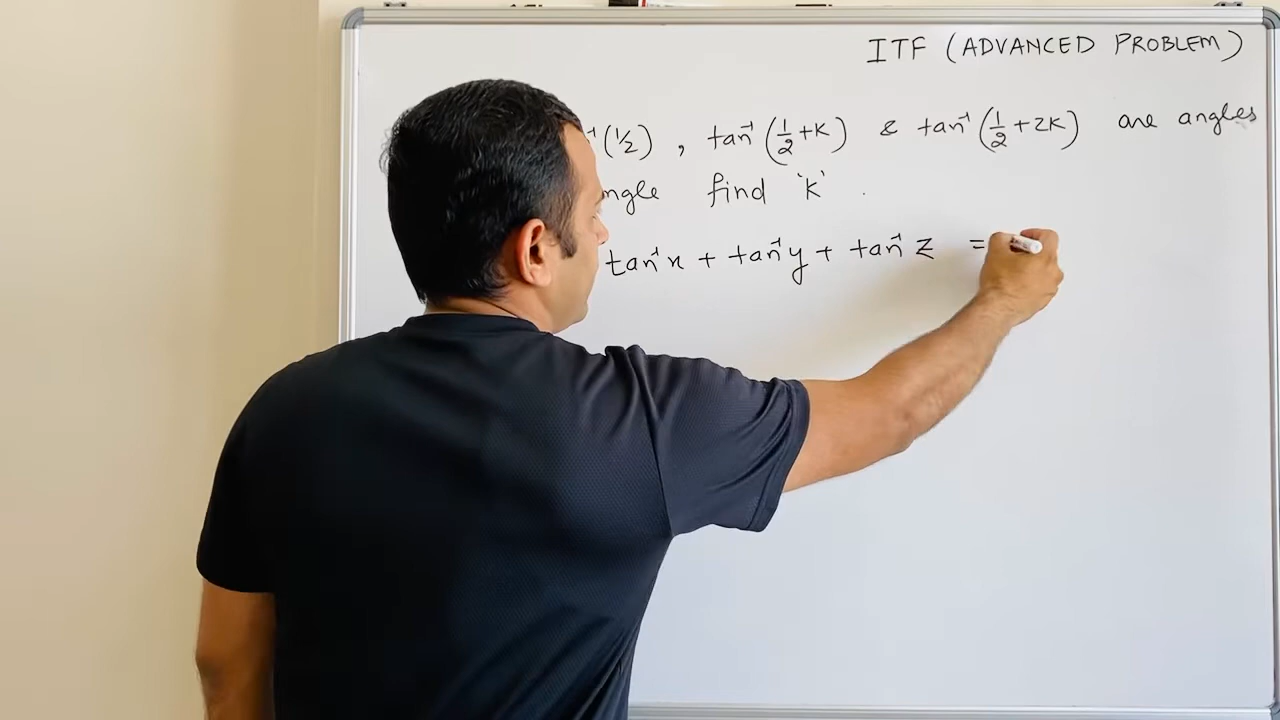 ITF (ADVANCED PROBLEM)
(1/2) , tan⁻¹(1/2 + K) & tan⁻¹(1/2 + 2K) are angles
find 'K' .
tan⁻¹x + tan⁻¹y + tan⁻¹z =